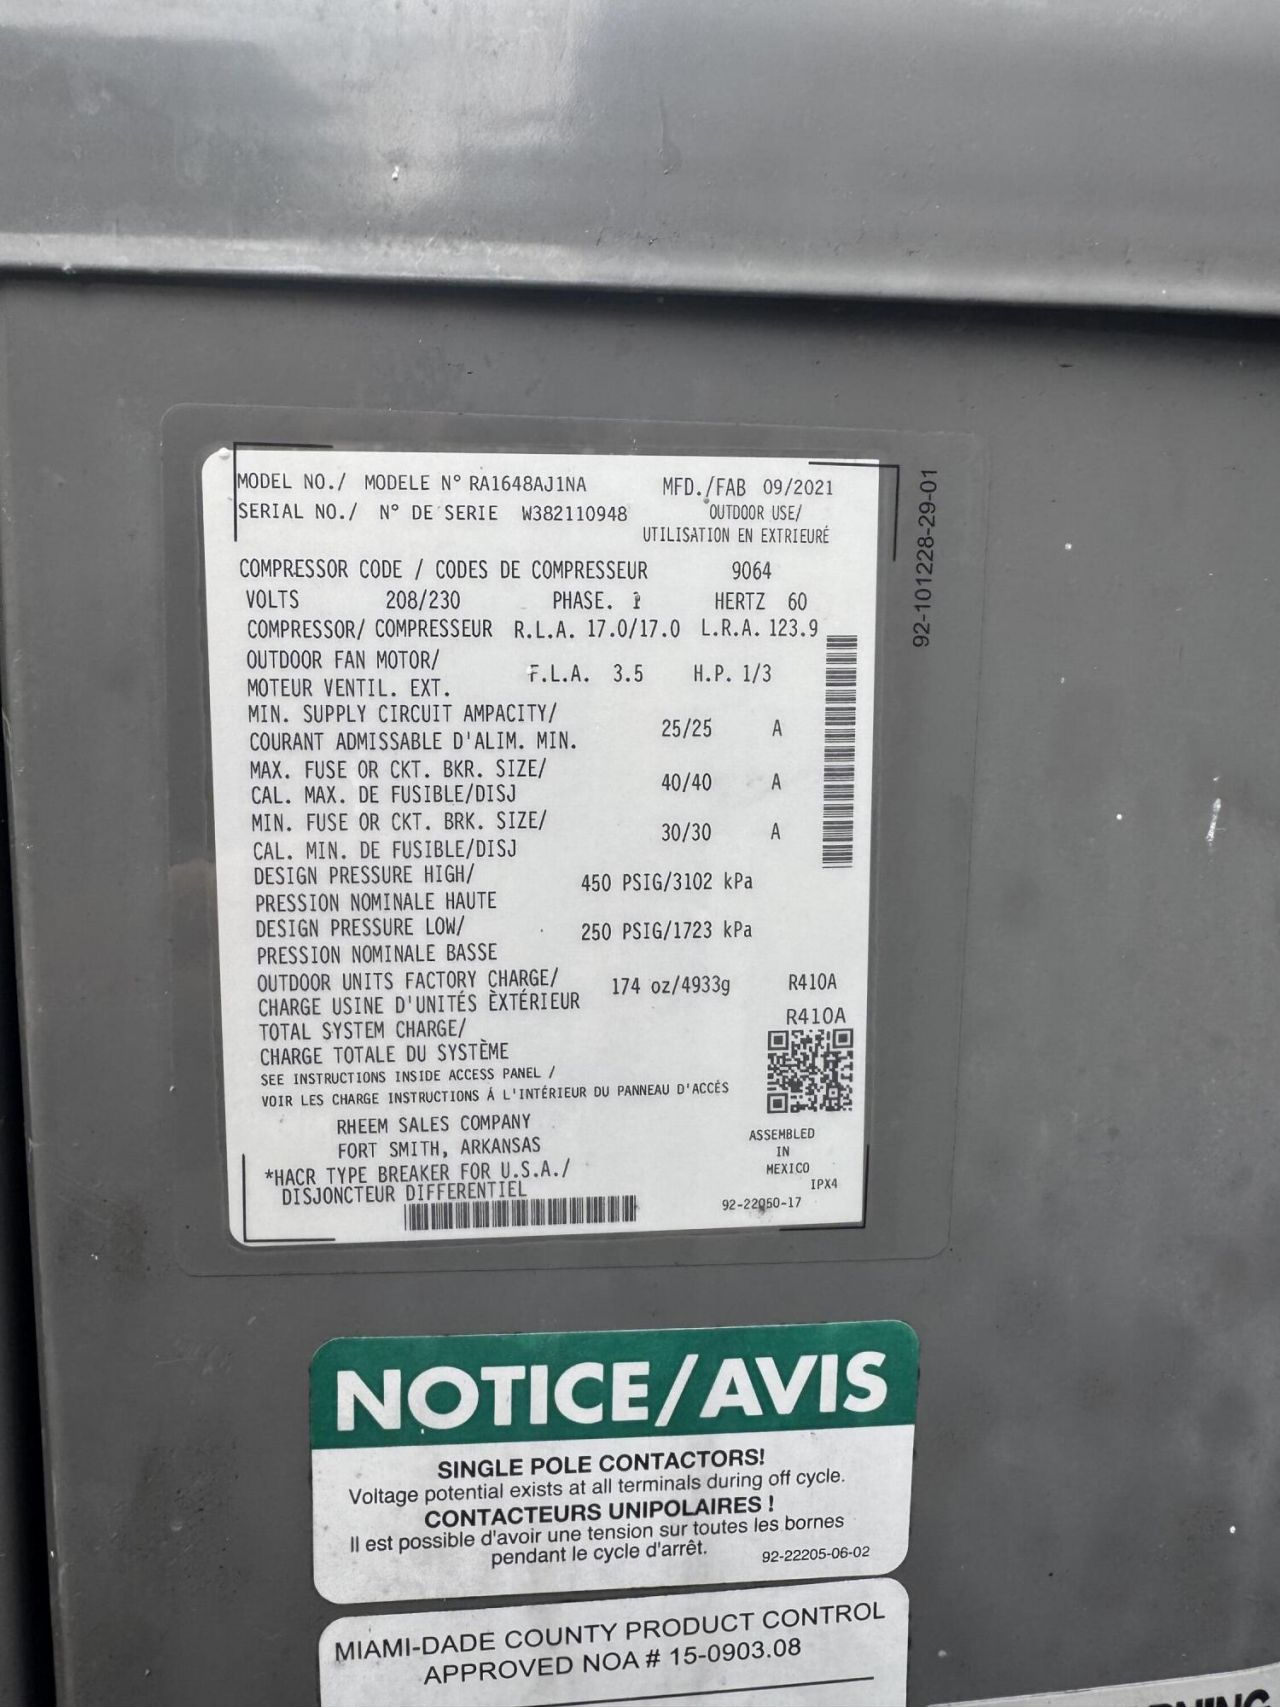 MODEL NO./ MODELE N° RA1648AJ1NA MFD./FAB 09/2021
SERIAL NO./ N° DE SERIE W382110948 OUTDOOR USE/
UTILISATION EN EXTRIEURÉ
92-101228-29-01
COMPRESSOR CODE / CODES DE COMPRESSEUR 9064
VOLTS 208/230 PHASE. 1 HERTZ 60
COMPRESSOR/ COMPRESSEUR R.L.A. 17.0/17.0 L.R.A. 123.9
OUTDOOR FAN MOTOR/
MOTEUR VENTIL. EXT. F.L.A. 3.5 H.P. 1/3
MIN. SUPPLY CIRCUIT AMPACITY/
COURANT ADMISSABLE D'ALIM. MIN. 25/25 A
MAX. FUSE OR CKT. BKR. SIZE/
CAL. MAX. DE FUSIBLE/DISJ 40/40 A
MIN. FUSE OR CKT. BRK. SIZE/
CAL. MIN. DE FUSIBLE/DISJ 30/30 A
DESIGN PRESSURE HIGH/
PRESSION NOMINALE HAUTE 450 PSIG/3102 kPa
DESIGN PRESSURE LOW/
PRESSION NOMINALE BASSE 250 PSIG/1723 kPa
OUTDOOR UNITS FACTORY CHARGE/
CHARGE USINE D'UNITÉS ÈXTÉRIEUR 174 oz/4933g R410A
TOTAL SYSTEM CHARGE/ R410A
CHARGE TOTALE DU SYSTÈME
SEE INSTRUCTIONS INSIDE ACCESS PANEL /
VOIR LES CHARGE INSTRUCTIONS Á L'INTÉRIEUR DU PANNEAU D'ACCÉS
RHEEM SALES COMPANY
FORT SMITH, ARKANSAS
*HACR TYPE BREAKER FOR U.S.A./
DISJONCTEUR DIFFERENTIEL
ASSEMBLED
IN
MEXICO
IPX4
92-22050-17
NOTICE/AVIS
SINGLE POLE CONTACTORS!
Voltage potential exists at all terminals during off cycle.
CONTACTEURS UNIPOLAIRES !
Il est possible d'avoir une tension sur toutes les bornes
pendant le cycle d'arrêt. 92-22205-06-02
MIAMI-DADE COUNTY PRODUCT CONTROL
APPROVED NOA # 15-0903.08